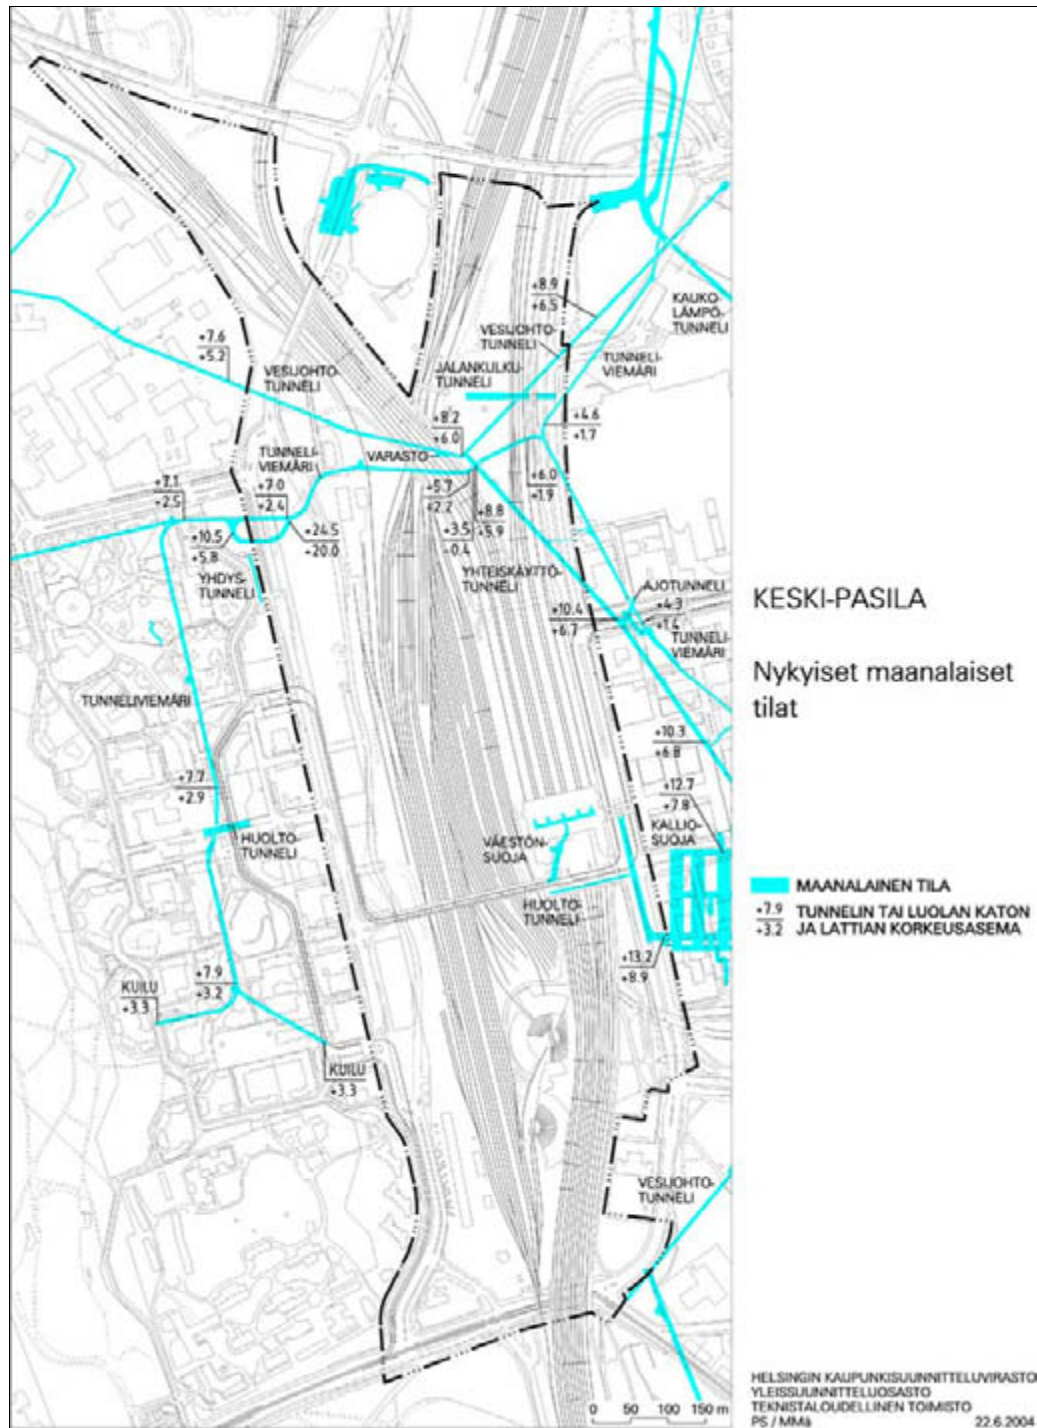 +8.9
+6.5
KAUKO-
LÄMPÖ-
TUNNELI
VESIJOHTO-
TUNNELI
TUNNELI-
VIEMÄRI
+7.6
+5.2
VESIJOHTO-
TUNNELI
JALANKULKU-
TUNNELI
+8.2
+6.0
+4.6
+1.7
TUNNELI-
VIEMÄRI
VARASTO
+7.1
+2.5
+7.0
+2.4
+5.7
+2.2
+6.0
+1.9
+8.8
+5.9
+3.5
-0.4
+10.5
+5.8
+24.5
+20.0
YHDYS-
TUNNELI
YHTEISKÄYTTÖ-
TUNNELI
AJOTUNNELI
+10.4
+6.7
+4.3
+1.4
TUNNELI-
VIEMÄRI
KESKI-PASILA
Nykyiset maanalaiset
tilat
TUNNELIVIEMÄRI
+10.3
+6.8
+7.7
+2.9
+12.7
+7.8
KALLIO-
SUOJA
HUOLTO-
TUNNELI
VÄESTÖN-
SUOJA
HUOLTO-
TUNNELI
MAANALAINEN TILA
+7.9
+3.2
TUNNELIN TAI LUOLAN KATON
JA LATTIAN KORKEUSASEMA
+13.2
+8.9
+7.9
+3.2
KUILU
+3.3
KUILU
+3.3
VESIJOHTO-
TUNNELI
0 50 100 150 m
HELSINGIN KAUPUNKISUUNNITTELUVIRASTO
YLEISSUUNNITTELUOSASTO
TEKNISTALOUDELLINEN TOIMISTO
PS / MMä 22.6.2004